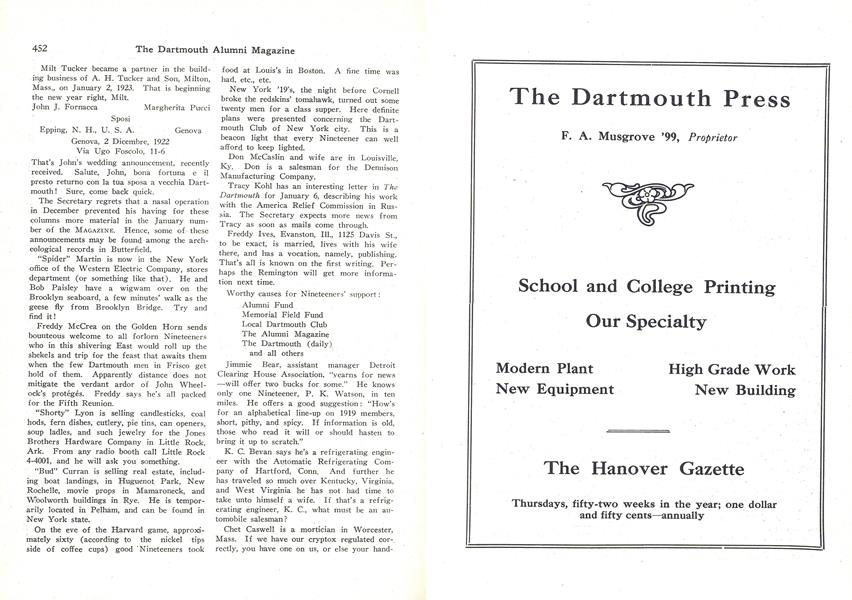 452
The Dartmouth Alumni Magazine
Milt Tucker became a partner in the build-
ing business of A. H. Tucker and Son, Milton,
Mass., on January 2, 1923. That is beginning
the new year right, Milt.
John J. Fornacca Margherita Pucci
Sposi
Epping, N. H., U. S. A. Genova
Genova, 2 Dicembre, 1922
Via Ugo Foscolo, 11-6
That's John's wedding announcement, recently
received. Salute, John, bona fortuna e il
presto returno con la tua sposa a vecchia Dart-
mouth! Sure, come back quick.
The Secretary regrets that a nasal operation
in December prevented his having for these
columns more material in the January num-
ber of the MAGAZINE. Hence, some of these
announcements may be found among the arch-
eological records in Butterfield.
"Spider" Martin is now in the New York
office of the Western Electric Company, stores
department (or something like that). He and
Bob Paisley have a wigwam over on the
Brooklyn seaboard, a few minutes' walk as the
geese fly from Brooklyn Bridge. Try and
find it!
Freddy McCrea on the Golden Horn sends
bounteous welcome to all forlorn Nineteeners
who in this shivering East would roll up the
shekels and trip for the feast that awaits them
when the few Dartmouth men in Frisco get
hold of them. Apparently distance does not
mitigate the verdant ardor of John Wheel-
ock's protégés. Freddy says he's all packed
for the Fifth Reunion.
"Shorty" Lyon is selling candlesticks, coal
hods, fern dishes, cutlery, pie tins, can openers,
soup ladles, and such jewelry for the Jones
Brothers Hardware Company in Little Rock,
Ark. From any radio booth call Little Rock
4-4001, and he will ask you something.
"Bud" Curran is selling real estate, includ-
ing boat landings, in Huguenot Park, New
Rochelle, movie props in Mamaroneck, and
Woolworth buildings in Rye. He is tempor-
arily located in Pelham, and can be found in
New York state.
On the eve of the Harvard game, approxi-
mately sixty (according to the nickel tips
side of coffee cups) good Nineteeners took
food at Louis's in Boston. A fine time was
had, etc., etc.
New York '19's, the night before Cornell
broke the redskins' tomahawk, turned out some
twenty men for a class supper. Here definite
plans were presented concerning the Dart-
mouth Club of New York city. This is a
beacon light that every Nineteener can well
afford to keep lighted.
Don McCaslin and wife are in Louisville,
Ky. Don is a salesman for the Dennison
Manufacturing Company.
Tracy Kohl has an interesting letter in The
Dartmouth for January 6, describing his work
with the America Relief Commission in Rus-
sia. The Secretary expects more news from
Tracy as soon as mails come through.
Freddy Ives, Evanston, Ill., 1125 Davis St.,
to be exact, is married, lives with his wife
there, and has a vocation, namely, publishing.
That's all is known on the first writing. Per-
haps the Remington will get more informa-
tion next time.
Worthy causes for Nineteeners' support:
Alumni Fund
Memorial Field Fund
Local Dartmouth Club
The Alumni Magazine
The Dartmouth (daily)
and all others
Jimmie Bear, assistant manager Detroit
Clearing House Association, "yearns for news
—will offer two bucks for some." He knows
only one Nineteener, P. K. Watson, in ten
miles. He offers a good suggestion: "How's
for an alphabetical line-up on 1919 members,
short, pithy, and spicy. If information is old,
those who read it will or should hasten to
bring it up to scratch."
K. C. Bevan says he's a refrigerating engin-
eer with the Automatic Refrigerating Com-
pany of Hartford, Conn. And further he
has traveled so much over Kentucky, Virginia,
and West Virginia he has not had time to
take unto himself a wife. If that's a refrig-
erating engineer, K. C., what must be an au-
tomobile salesman?
Chet Caswell is a mortician in Worcester,
Mass. If we have our cryptox regulated cor-
rectly, you have one on us, or else your hand-
The Dartmouth Press
F. A. Musgrove '99, Proprietor
School and College Printing
Our Specialty
Modern Plant High Grade Work
New Equipment New Building
The Hanover Gazette
Thursdays, fifty-two weeks in the year; one dollar
and fifty cents—annually